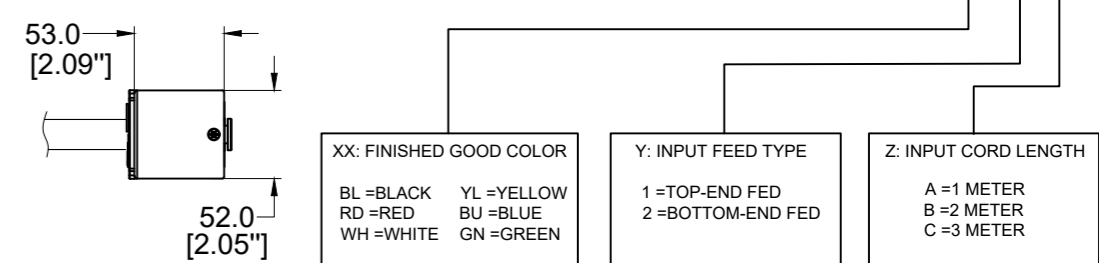 53.0
[2.09"]
52.0
[2.05"]
XX: FINISHED GOOD COLOR
BL =BLACK YL =YELLOW
RD =RED BU =BLUE
WH =WHITE GN =GREEN
Y: INPUT FEED TYPE
1 =TOP-END FED
2 =BOTTOM-END FED
Z: INPUT CORD LENGTH
A =1 METER
B =2 METER
C =3 METER